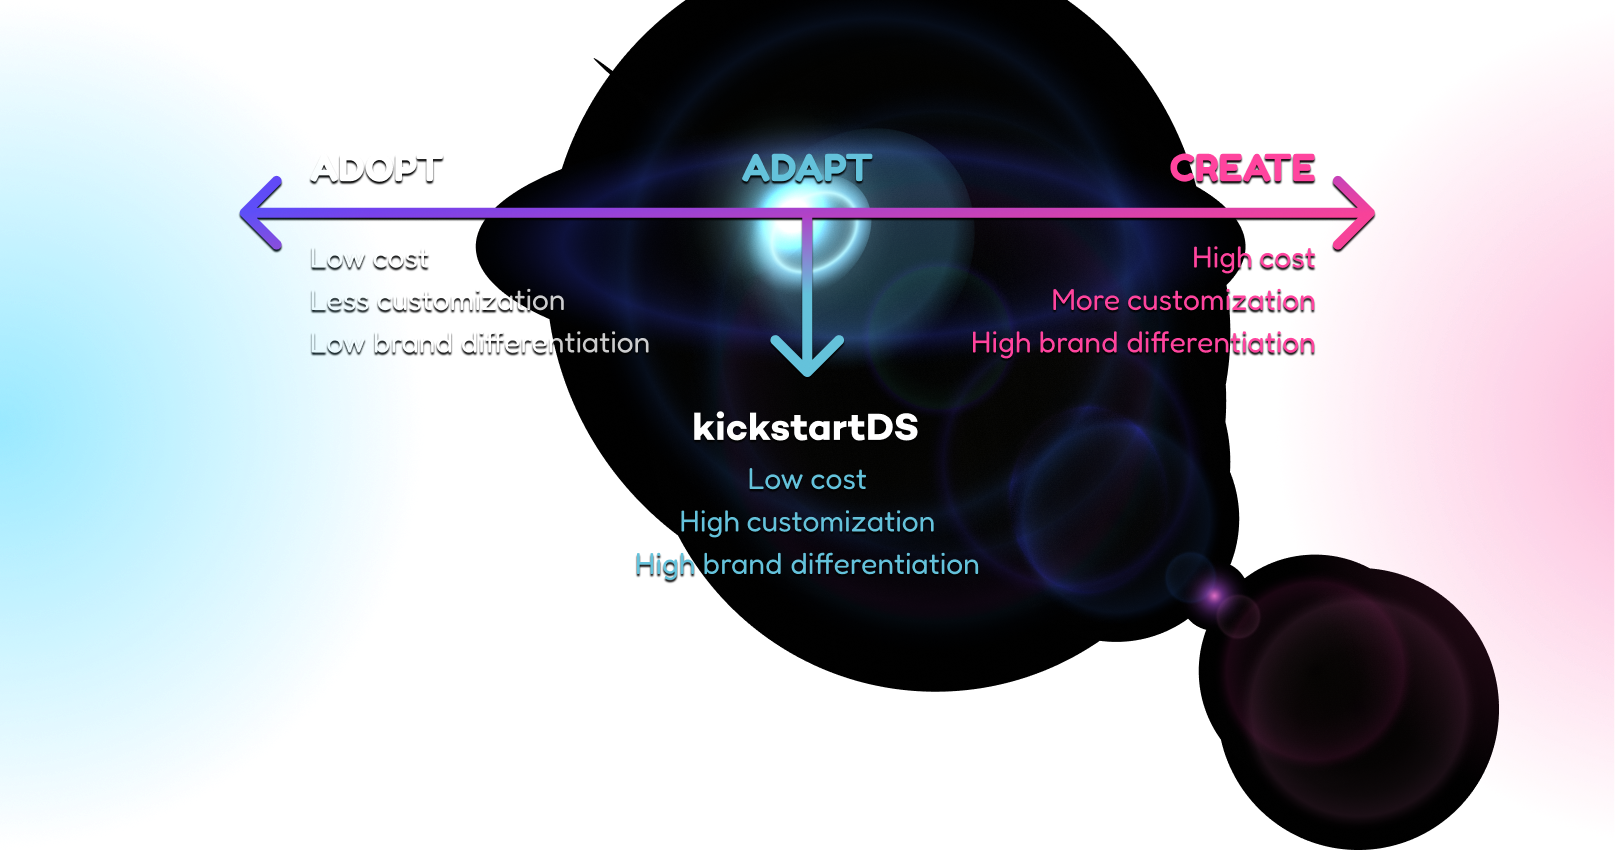 ADOPT
ADAPT
CREATE
Low cost
Less customization
Low brand differentiation
High cost
More customization
High brand differentiation
kickstartDS
Low cost
High customization
High brand differentiation